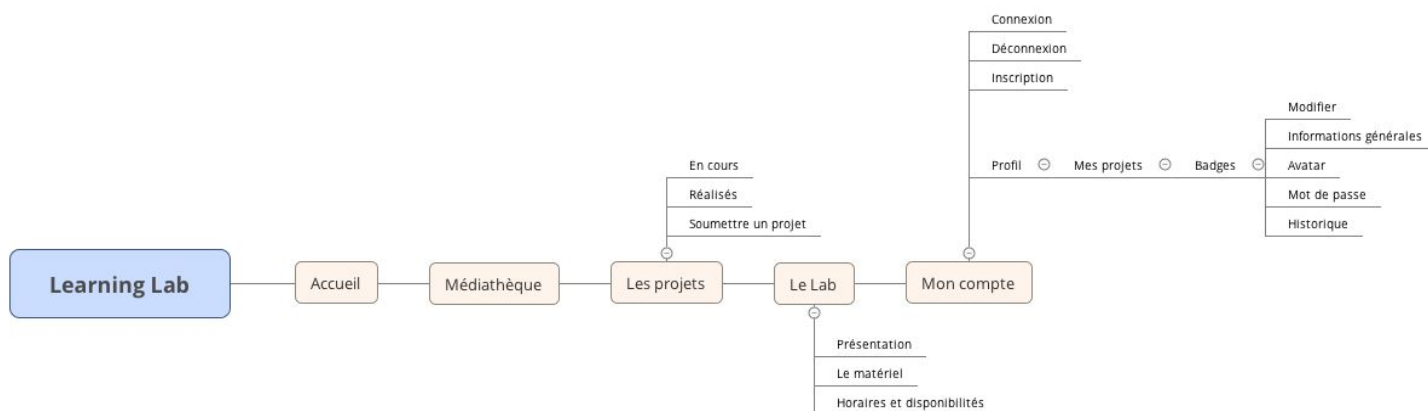 Connexion
Déconnexion
Inscription
Modifier
Informations générales
En cours
Profil
Mes projets
Badges
Avatar
Réalisés
Mot de passe
Soumettre un projet
Historique
Learning Lab
Accueil
Médiathèque
Les projets
Le Lab
Mon compte
Présentation
Le matériel
Horaires et disponibilités